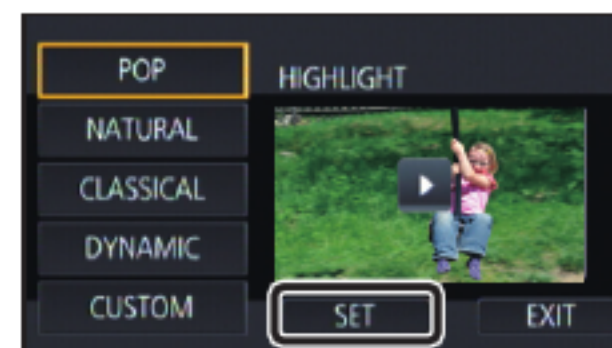 POP
HIGHLIGHT
NATURAL
CLASSICAL
DYNAMIC
CUSTOM
SET
EXIT